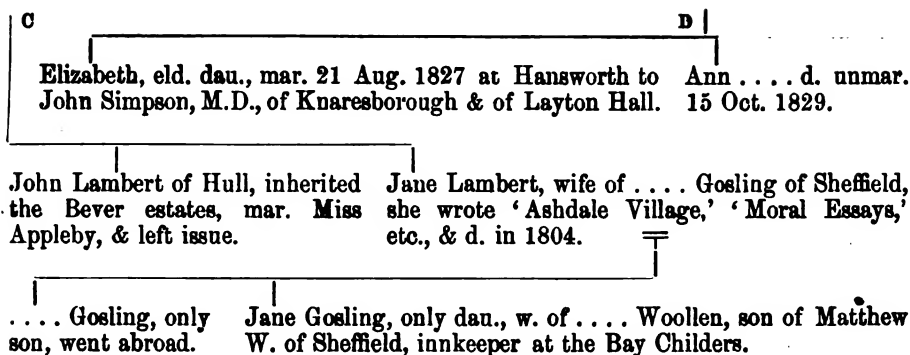 C D
Elizabeth, eld. dau., mar. 21 Aug. 1827 at Hansworth to
John Simpson, M.D., of Knaresborough & of Layton Hall.
Ann . . . . d. unmar.
15 Oct. 1829.
John Lambert of Hull, inherited
the Bever estates, mar. Miss
Appleby, & left issue.
Jane Lambert, wife of . . . . Gosling of Sheffield,
she wrote ‘Ashdale Village,’ ‘Moral Essays,’
etc., & d. in 1804.
. . . . Gosling, only
son, went abroad.
Jane Gosling, only dau., w. of . . . . Woollen, son of Matthew
W. of Sheffield, innkeeper at the Bay Childers.